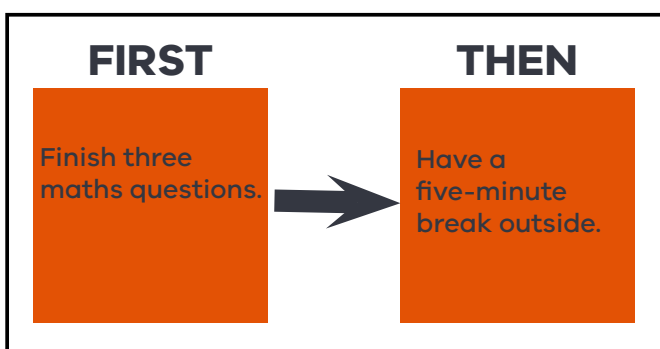 FIRST
Finish three
maths questions.
THEN
Have a
five-minute
break outside.